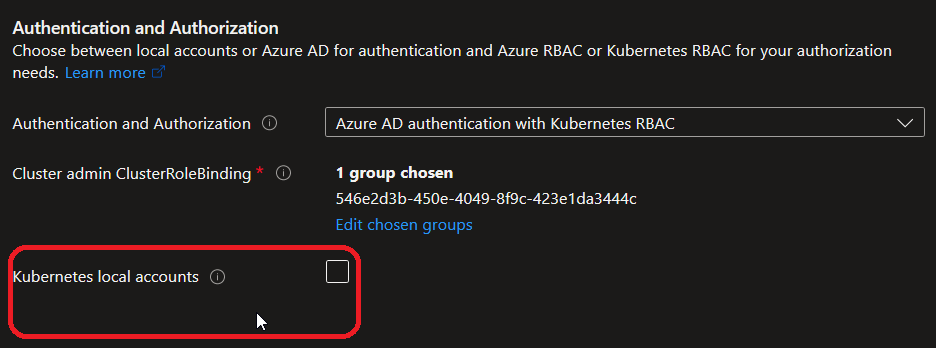 Authentication and Authorization
Choose between local accounts or Azure AD for authentication and Azure RBAC or Kubernetes RBAC for your authorization
needs. Learn more
Authentication and Authorization
Azure AD authentication with Kubernetes RBAC
Cluster admin ClusterRoleBinding *
1 group chosen
546e2d3b-450e-4049-8f9c-423e1da3444c
Edit chosen groups
Kubernetes local accounts